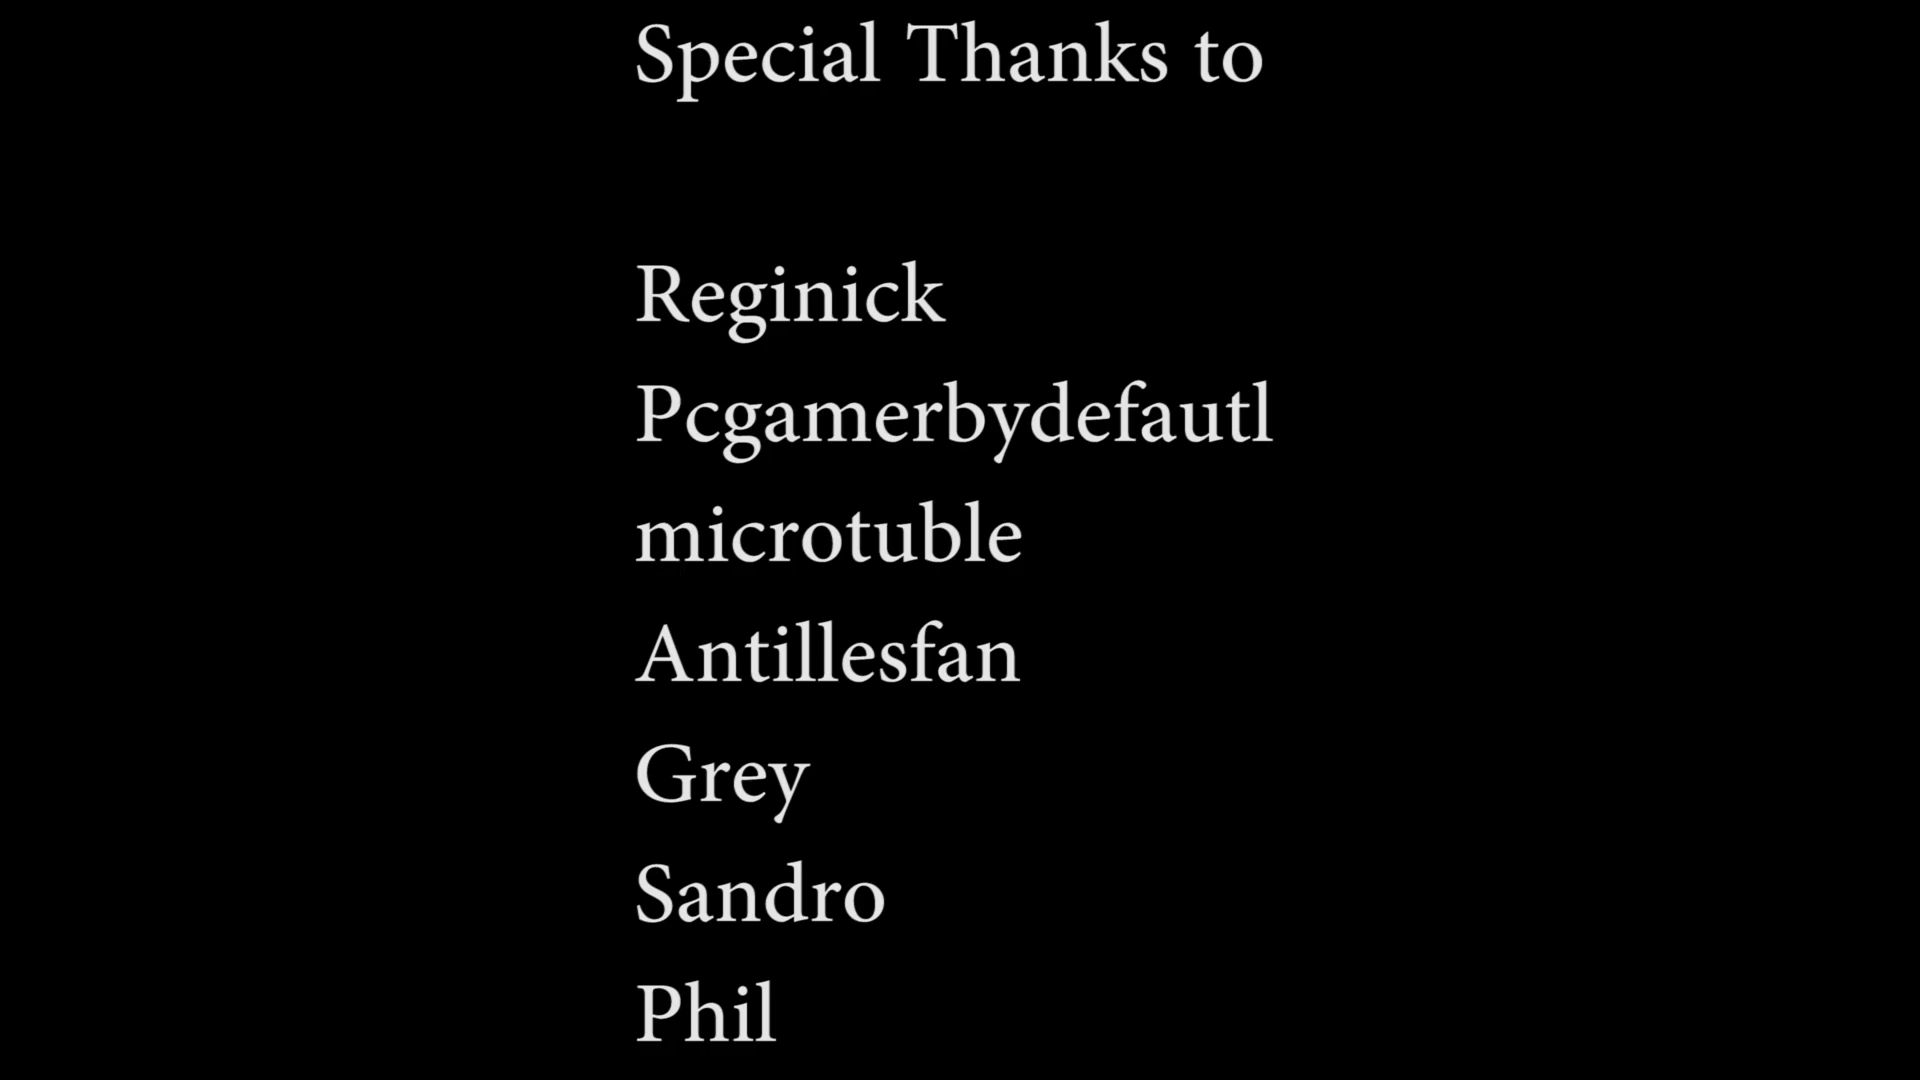 Special Thanks to
Reginick
Pcgamerbydefautl
microtuble
Antillesfan
Grey
Sandro
Phil